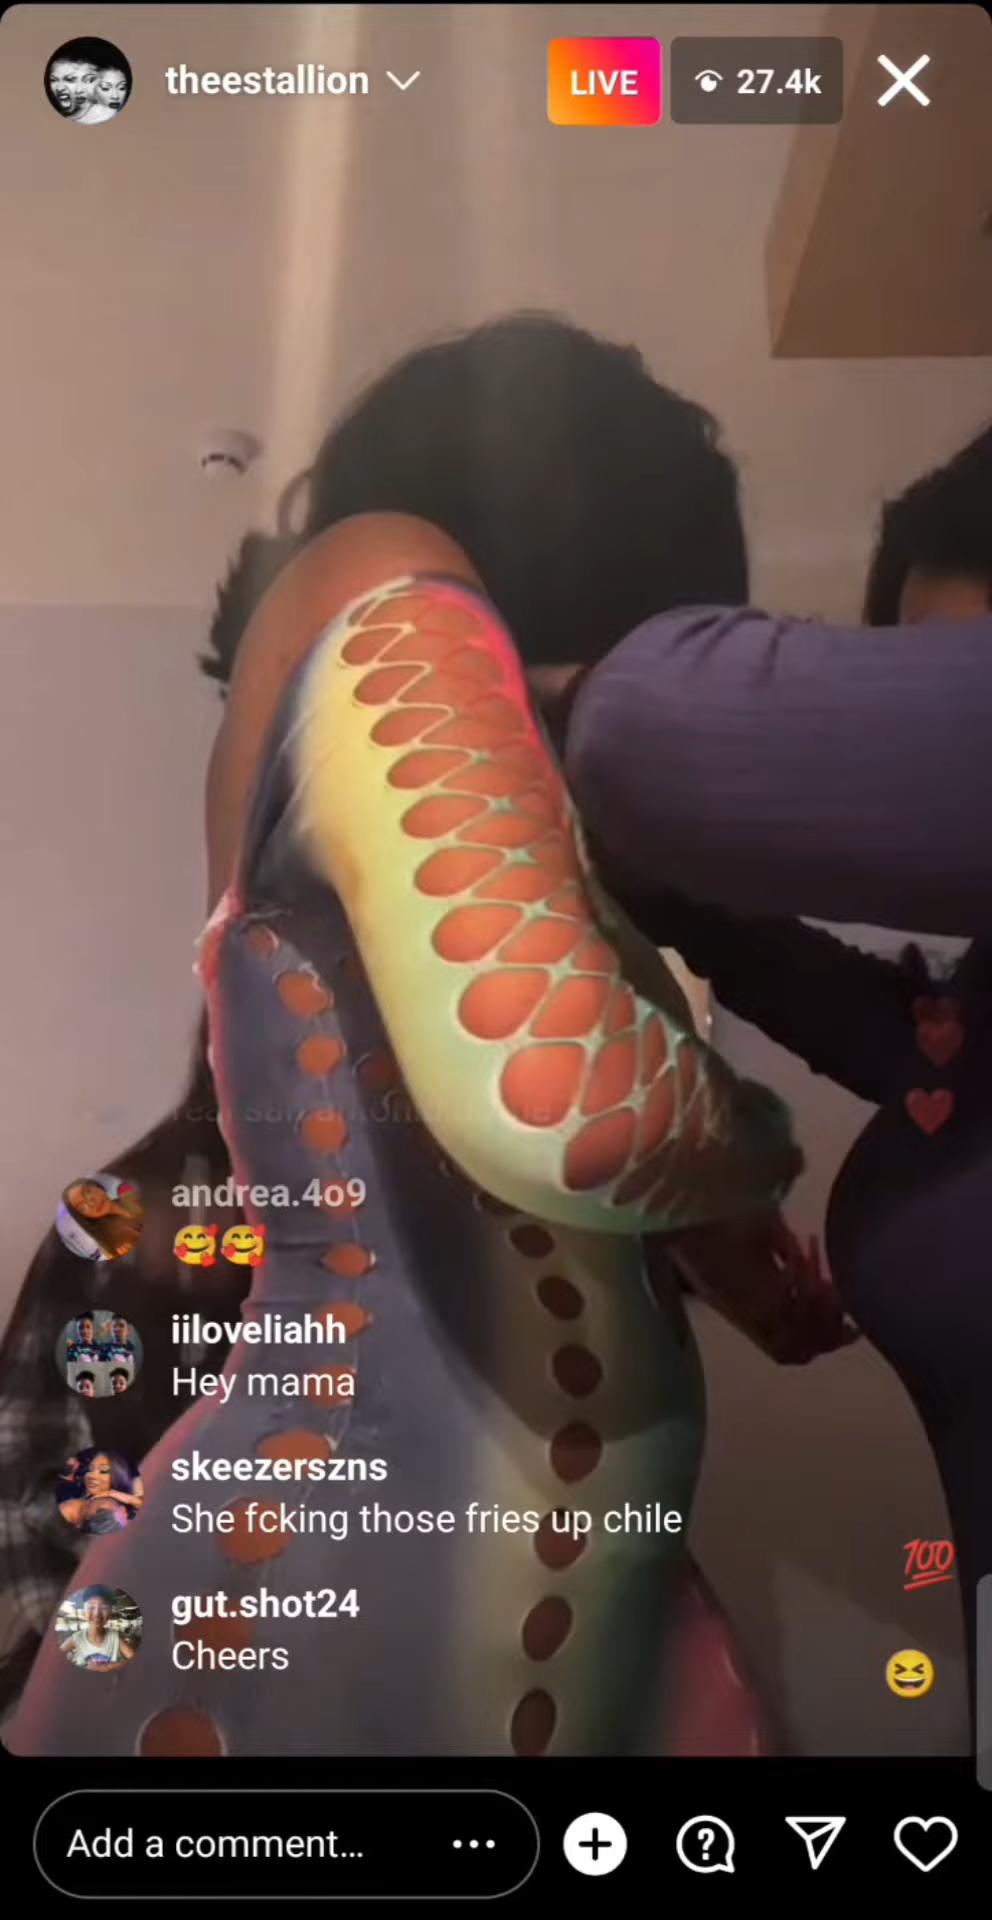 theestallion
LIVE
27.4k
andrea.4o9
🥰🥰
iiloveliahh
Hey mama
skeezerszns
She fcking those fries up chile
gut.shot24
Cheers
💯
Add a comment...